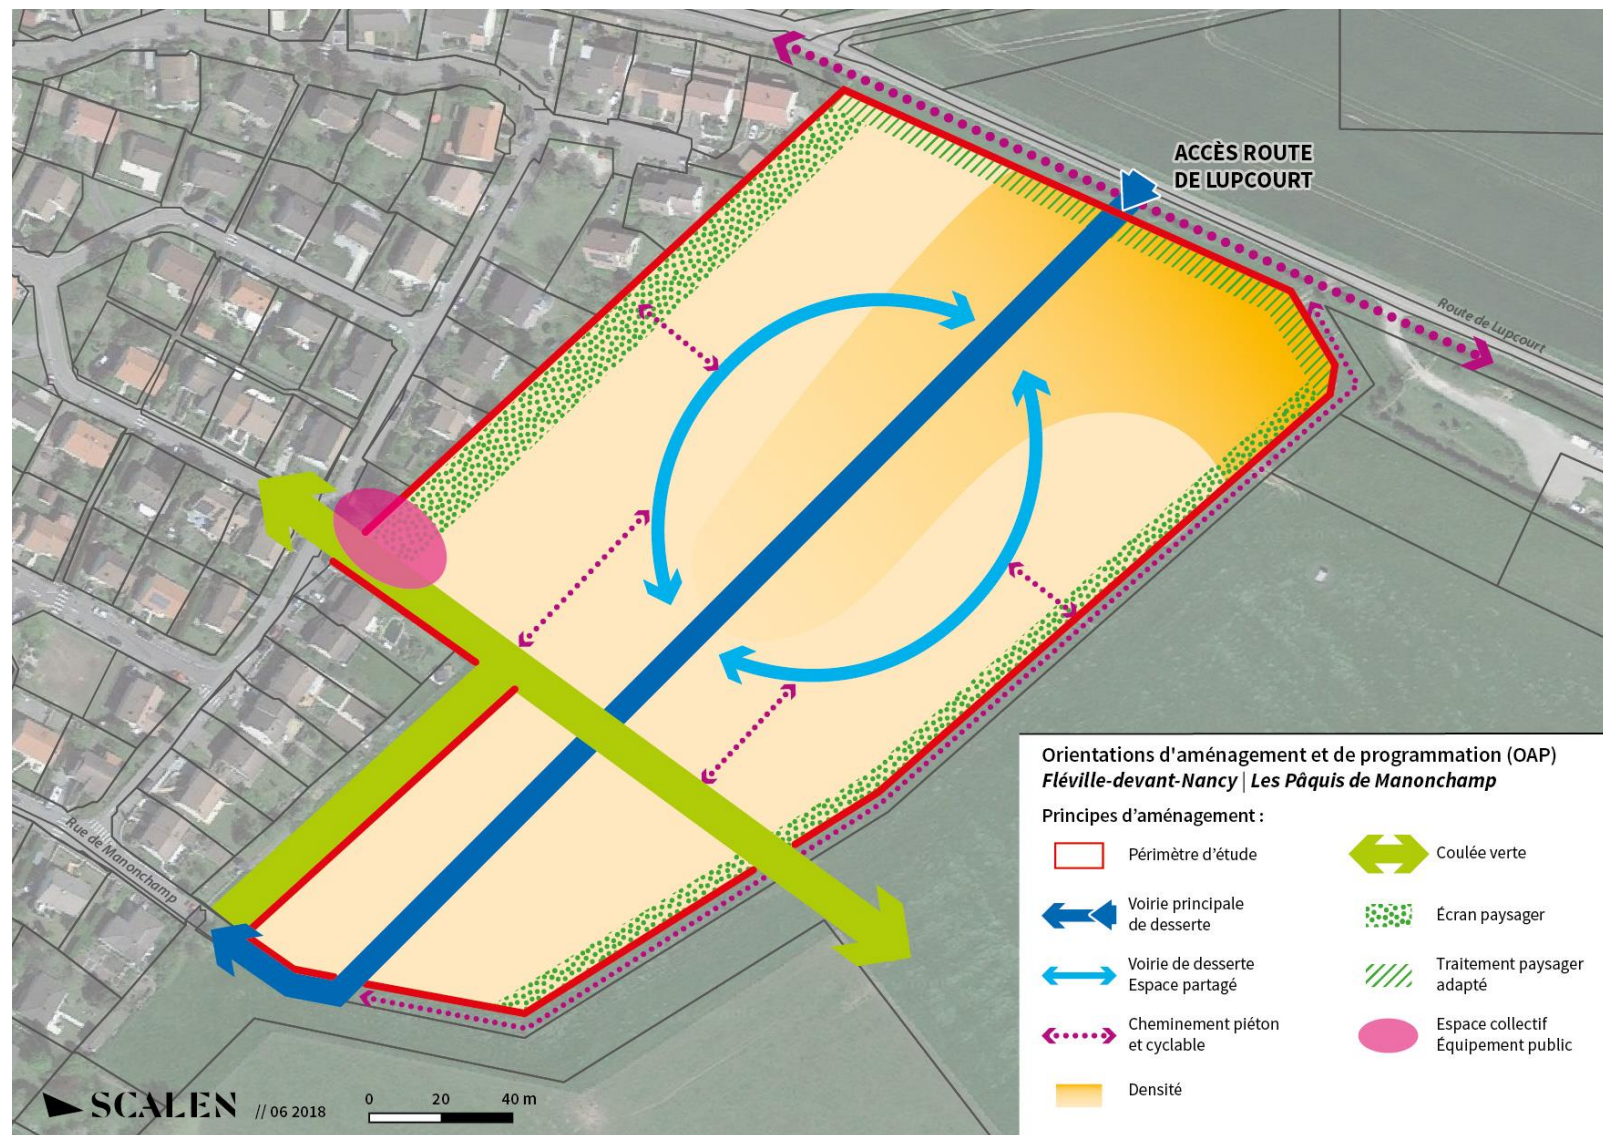 ACCÈS ROUTE
DE LUPCOURT
Route de Lupcourt
Rue de Manonchamp
Orientations d'aménagement et de programmation (OAP)
Fléville-devant-Nancy | Les Pâquis de Manonchamp
Principes d'aménagement :
Périmètre d'étude
Voirie principale
de desserte
Voirie de desserte
Espace partagé
Cheminement piéton
et cyclable
Densité
Coulée verte
Écran paysager
Traitement paysager
adapté
Espace collectif
Équipement public
SCALEN // 06 2018
0 20 40 m